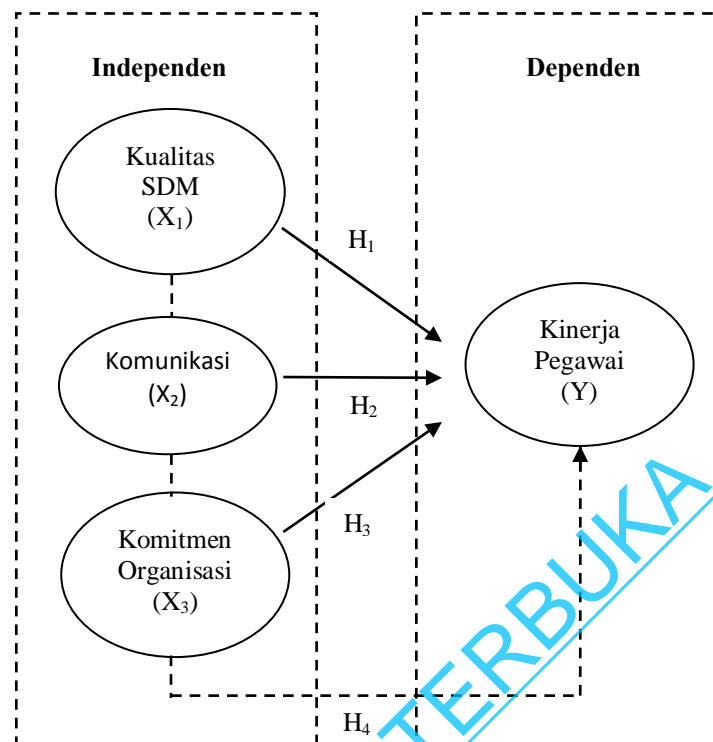 Independen
Dependen
Kualitas
SDM
(X₁)
H₁
Komunikasi
(X₂)
H₂
Kinerja
Pegawai
(Y)
Komitmen
Organisasi
(X₃)
H₃
H₄
TERBUKA